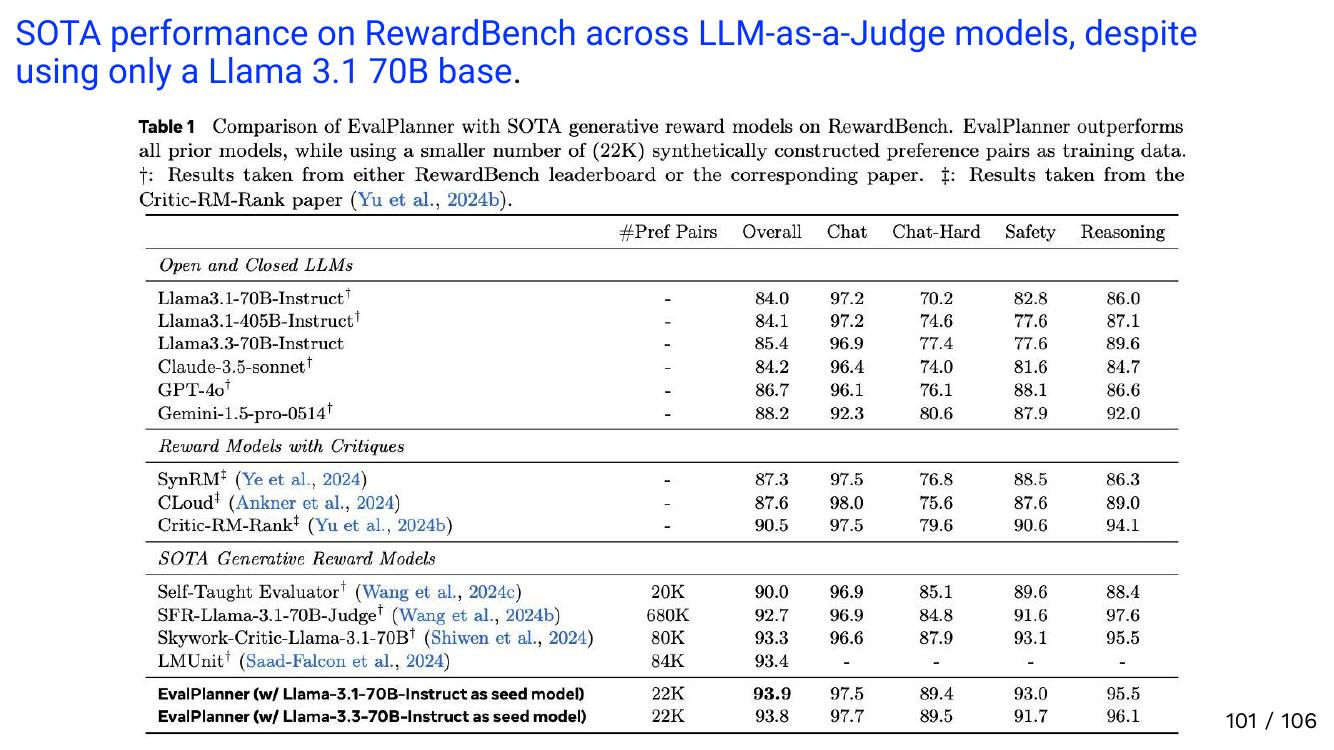 SOTA performance on RewardBench across LLM-as-a-Judge models, despite
using only a Llama 3.1 70B base.
Table 1 Comparison of EvalPlanner with SOTA generative reward models on RewardBench. EvalPlanner outperforms
all prior models, while using a smaller number of (22K) synthetically constructed preference pairs as training data.
†: Results taken from either RewardBench leaderboard or the corresponding paper. ‡: Results taken from the
Critic-RM-Rank paper (Yu et al., 2024b).
#Pref Pairs Overall Chat Chat-Hard Safety Reasoning
Open and Closed LLMs
Llama3.1-70B-Instruct† - 84.0 97.2 70.2 82.8 86.0
Llama3.1-405B-Instruct† - 84.1 97.2 74.6 77.6 87.1
Llama3.3-70B-Instruct - 85.4 96.9 77.4 77.6 89.6
Claude-3.5-sonnet† - 84.2 96.4 74.0 81.6 84.7
GPT-4o† - 86.7 96.1 76.1 88.1 86.6
Gemini-1.5-pro-0514† - 88.2 92.3 80.6 87.9 92.0
Reward Models with Critiques
SynRM‡ (Ye et al., 2024) - 87.3 97.5 76.8 88.5 86.3
CLoud‡ (Ankner et al., 2024) - 87.6 98.0 75.6 87.6 89.0
Critic-RM-Rank‡ (Yu et al., 2024b) - 90.5 97.5 79.6 90.6 94.1
SOTA Generative Reward Models
Self-Taught Evaluator† (Wang et al., 2024c) 20K 90.0 96.9 85.1 89.6 88.4
SFR-Llama-3.1-70B-Judge† (Wang et al., 2024b) 680K 92.7 96.9 84.8 91.6 97.6
Skywork-Critic-Llama-3.1-70B† (Shiwen et al., 2024) 80K 93.3 96.6 87.9 93.1 95.5
LMUnit† (Saad-Falcon et al., 2024) 84K 93.4 - - - -
EvalPlanner (w/ Llama-3.1-70B-Instruct as seed model) 22K 93.9 97.5 89.4 93.0 95.5
EvalPlanner (w/ Llama-3.3-70B-Instruct as seed model) 22K 93.8 97.7 89.5 91.7 96.1
101 / 106